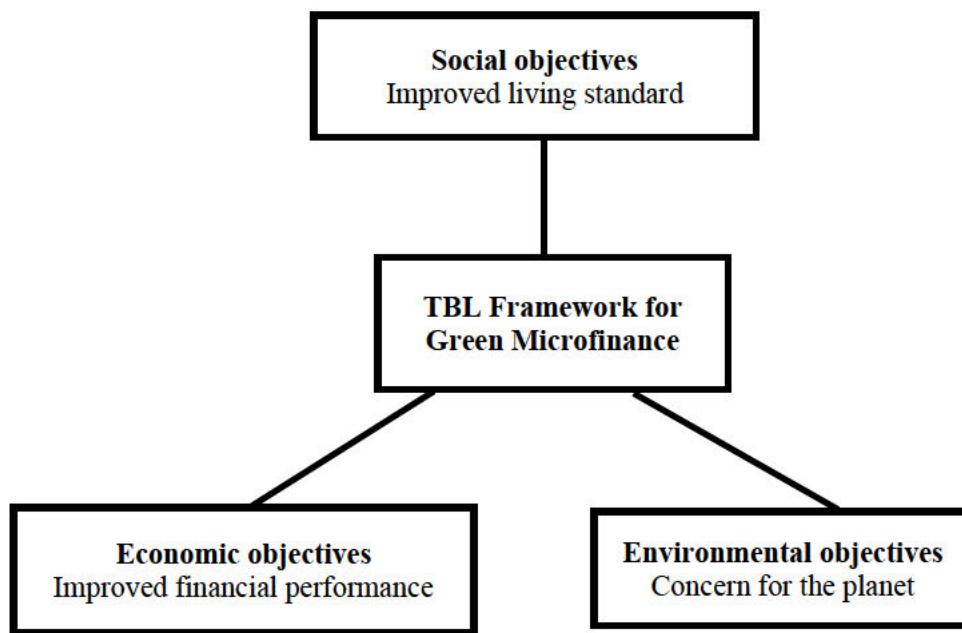 Social objectives
Improved living standard
TBL Framework for
Green Microfinance
Economic objectives
Improved financial performance
Environmental objectives
Concern for the planet